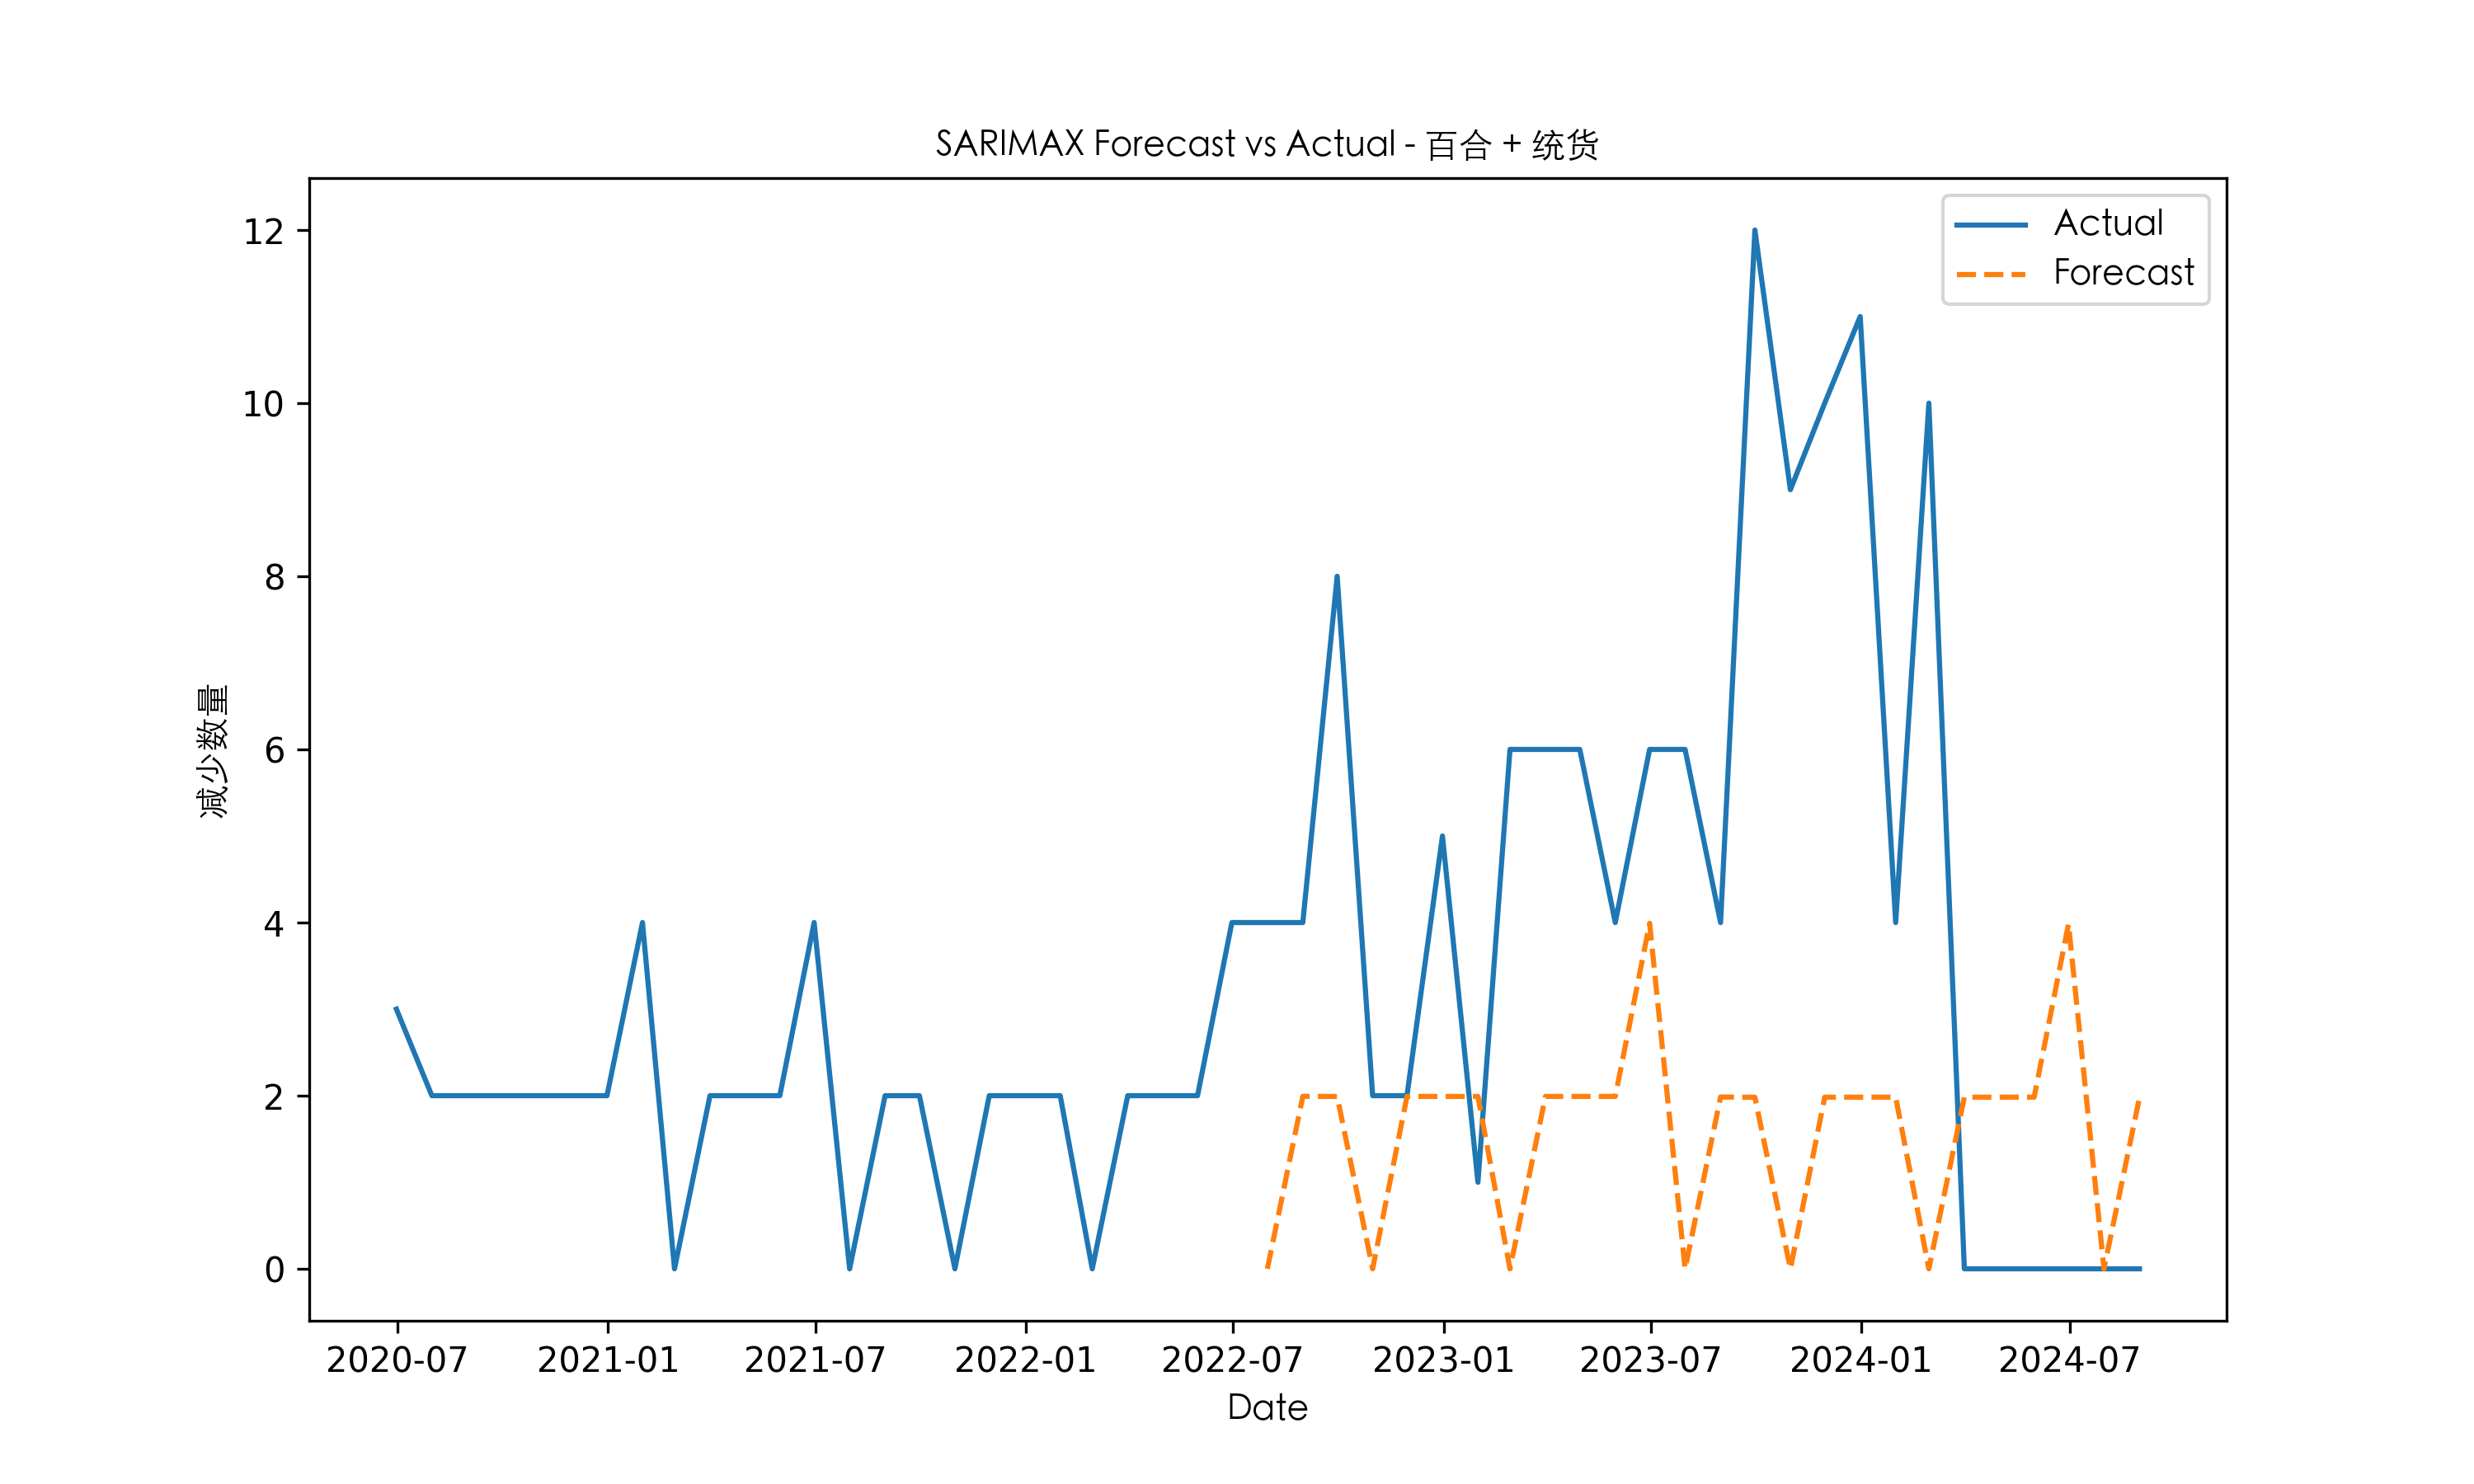 SARIMAX Forecast vs Actual - 百合 + 统货
Actual
Forecast
减少数量
12
10
8
6
4
2
0
2020-07 2021-01 2021-07 2022-01 2022-07 2023-01 2023-07 2024-01 2024-07
Date